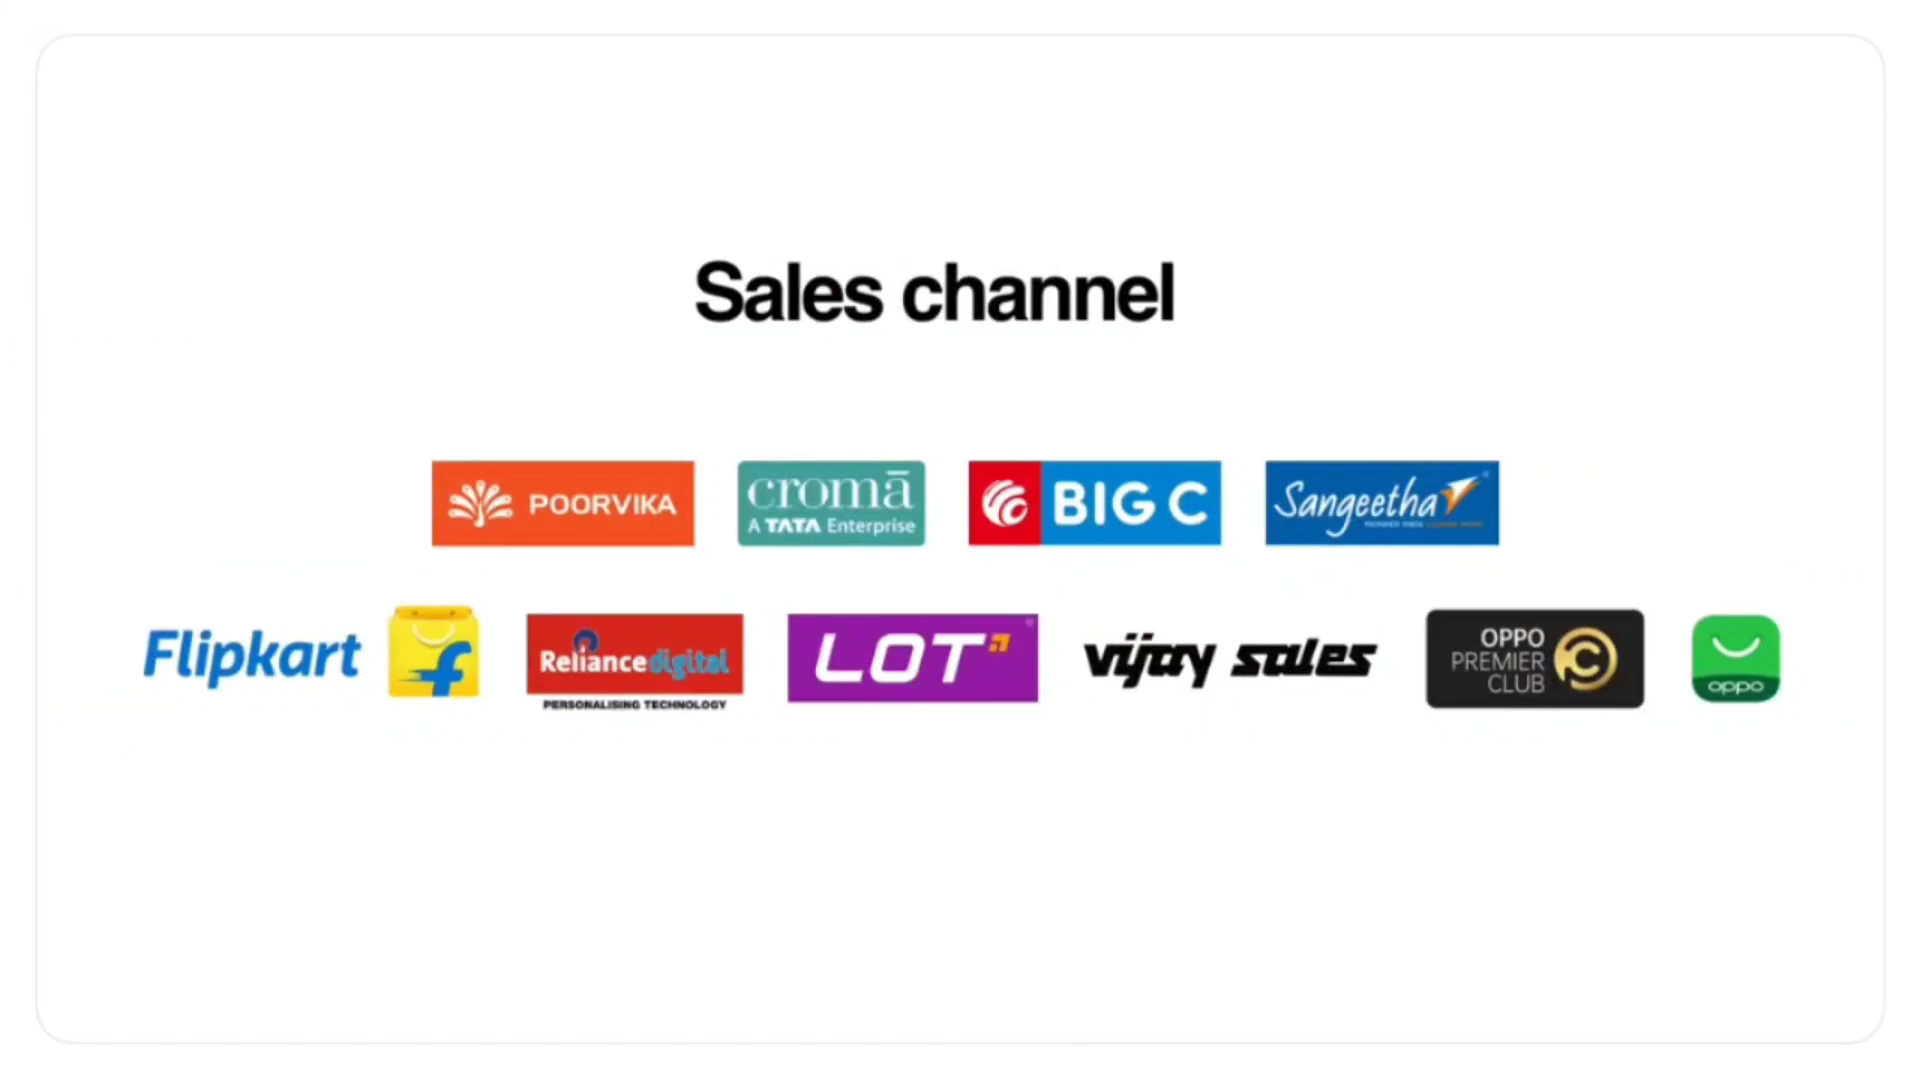 Sales channel
POORVIKA
cromā
A TATA Enterprise
BIG C
Sangeetha
Flipkart
f
Reliance digital
PERSONALISING TECHNOLOGY
LOT
vijay sales
OPPO
PREMIER
CLUB
oppo